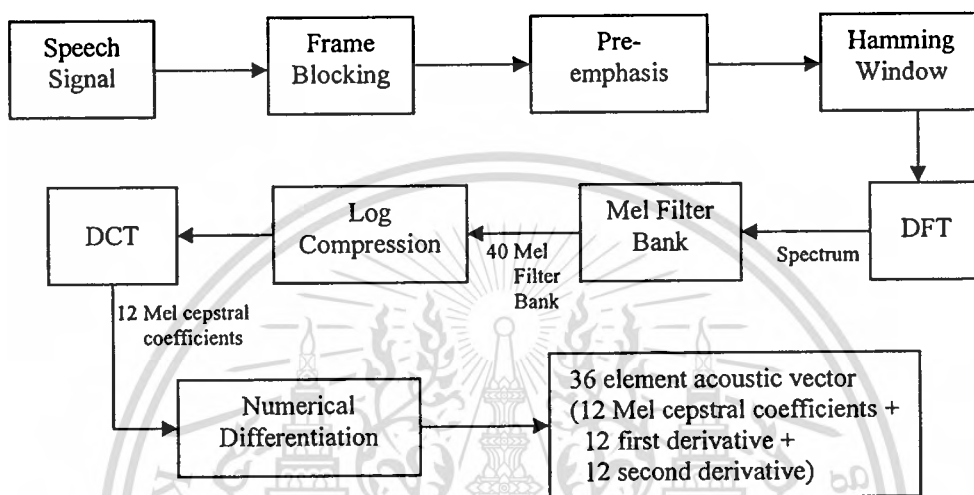 Speech
Signal
Frame
Blocking
Pre-
emphasis
Hamming
Window
DFT
Spectrum
Mel Filter
Bank
40 Mel
Filter
Bank
Log
Compression
DCT
12 Mel cepstral
coefficients
Numerical
Differentiation
36 element acoustic vector
(12 Mel cepstral coefficients +
12 first derivative +
12 second derivative)